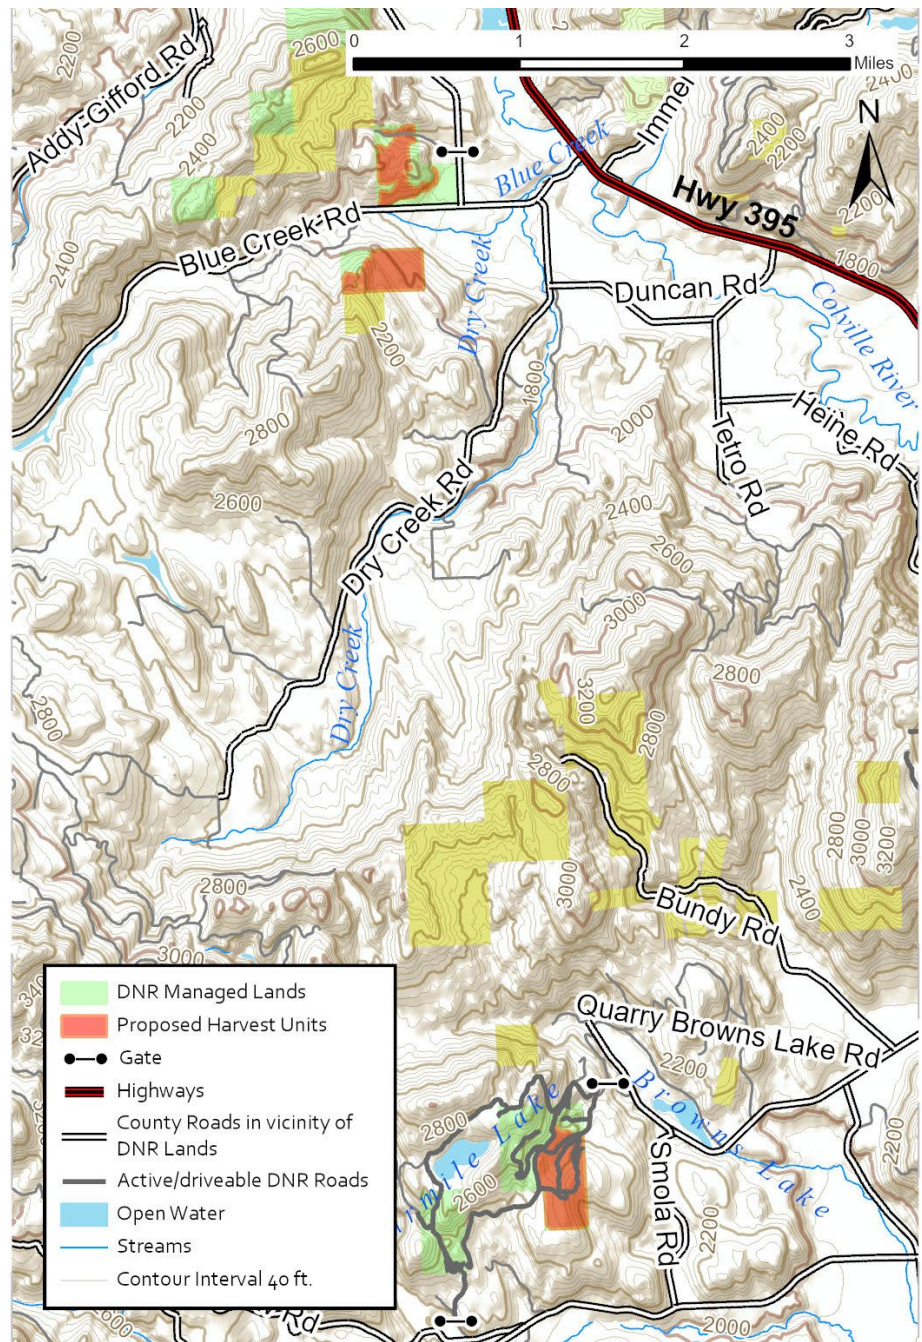 2200
2600
0
1
2
3
Miles
Addy-Gifford Rd
2200
2400
Immel
2400
2400
2200
N
Blue Creek
Hwy 395
2200
1800
Blue Creek Rd
2400
Dry Creek
Duncan Rd
Colville River
2200
1800
2000
Heine Rd
Tetro Rd
2800
2600
Dry Creek Rd
2400
2600
3000
2800
Dry Creek
2800
3200
2800
2800
2800
3000
3200
2800
3000
2400
Bundy Rd
3000
Quarry Browns Lake Rd
2200
Browns Lake
2800
2600
Smola Rd
2200
2200
2000
DNR Managed Lands
Proposed Harvest Units
Gate
Highways
County Roads in vicinity of
DNR Lands
Active/driveable DNR Roads
Open Water
Streams
Contour Interval 40 ft.